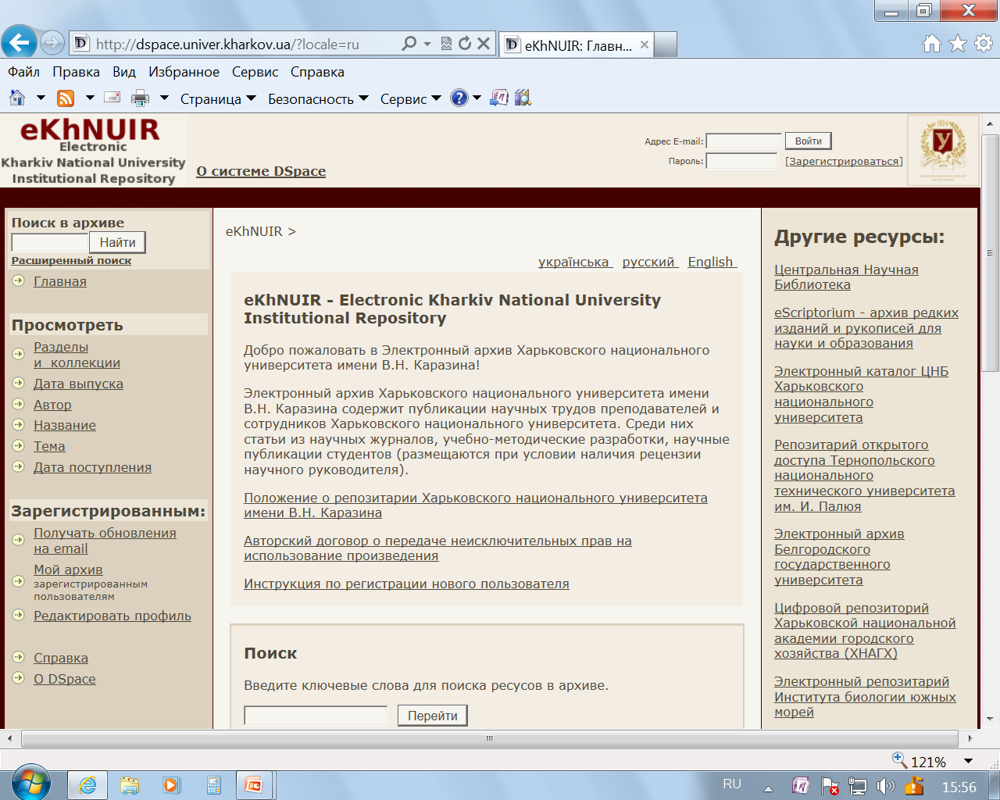 http://dspace.univer.kharkov.ua/?locale=ru
eKhNUIR: Главн...
Файл Правка Вид Избранное Сервис Справка
Страница Безопасность Сервис
eKhNUIR
Electronic
Kharkiv National University
Institutional Repository
О системе DSpace
Адрес E-mail:
Войти
Пароль:
[Зарегистрироваться]
Поиск в архиве
Найти
Расширенный поиск
Главная
Просмотреть
Разделы
и коллекции
Дата выпуска
Автор
Название
Тема
Дата поступления
Зарегистрированным:
Получать обновления
на email
Мой архив
зарегистрированным
пользователям
Редактировать профиль
Справка
О DSpace
eKhNUIR >
українська русский English
eKhNUIR - Electronic Kharkiv National University
Institutional Repository
Добро пожаловать в Электронный архив Харьковского национального
университета имени В.Н. Каразина!
Электронный архив Харьковского национального университета имени
В.Н. Каразина содержит публикации научных трудов преподавателей и
сотрудников Харьковского национального университета. Среди них
статьи из научных журналов, учебно-методические разработки, научные
публикации студентов (размещаются при условии наличия рецензии
научного руководителя).
Положение о репозитарии Харьковского национального университета
имени В.Н. Каразина
Авторский договор о передаче неисключительных прав на
использование произведения
Инструкция по регистрации нового пользователя
Поиск
Введите ключевые слова для поиска ресусов в архиве.
Перейти
Другие ресурсы:
Центральная Научная
Библиотека
eScriptorium - архив редких
изданий и рукописей для
науки и образования
Электронный каталог ЦНБ
Харьковского
национального
университета
Репозитарий открытого
доступа Тернопольского
национального
технического университета
им. И. Палюя
Электронный архив
Белгородского
государственного
университета
Цифровой репозиторий
Харьковской национальной
академии городского
хозяйства (ХНАГХ)
Электронный репозитарий
Института биологии южных
морей
121%
RU
15:56